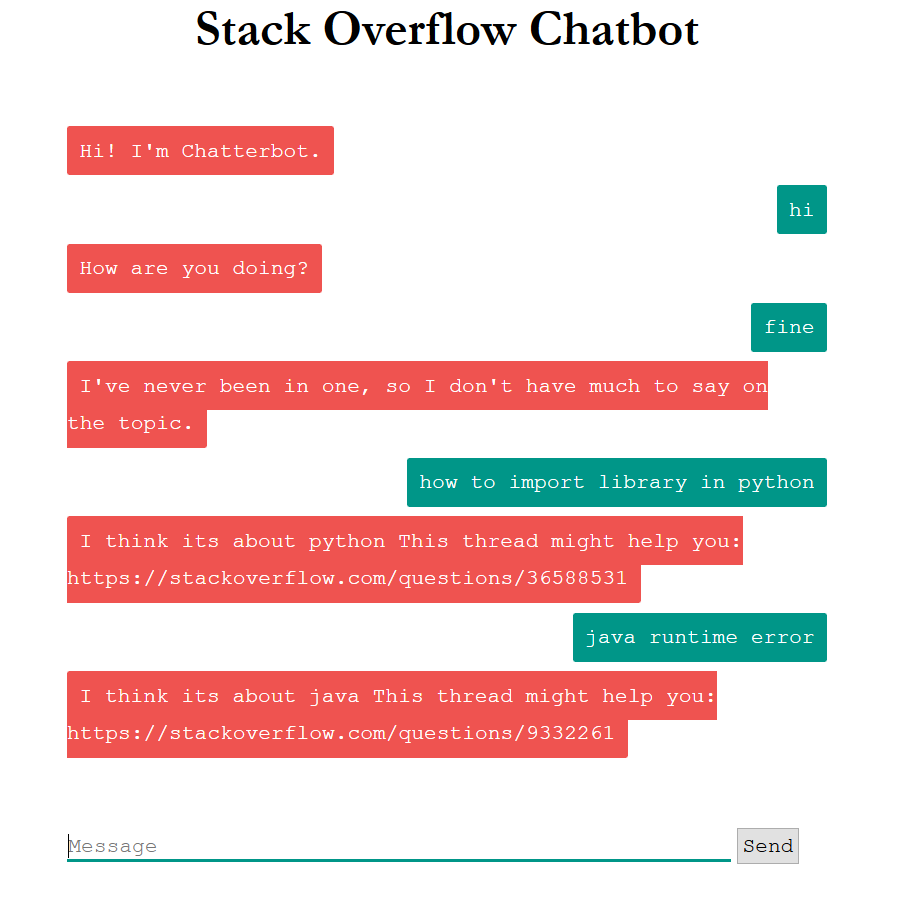 Stack Overflow Chatbot
Hi! I'm Chatterbot.
hi
How are you doing?
fine
I've never been in one, so I don't have much to say on
the topic.
how to import library in python
I think its about python This thread might help you:
https://stackoverflow.com/questions/36588531
java runtime error
I think its about java This thread might help you:
https://stackoverflow.com/questions/9332261
Message
Send